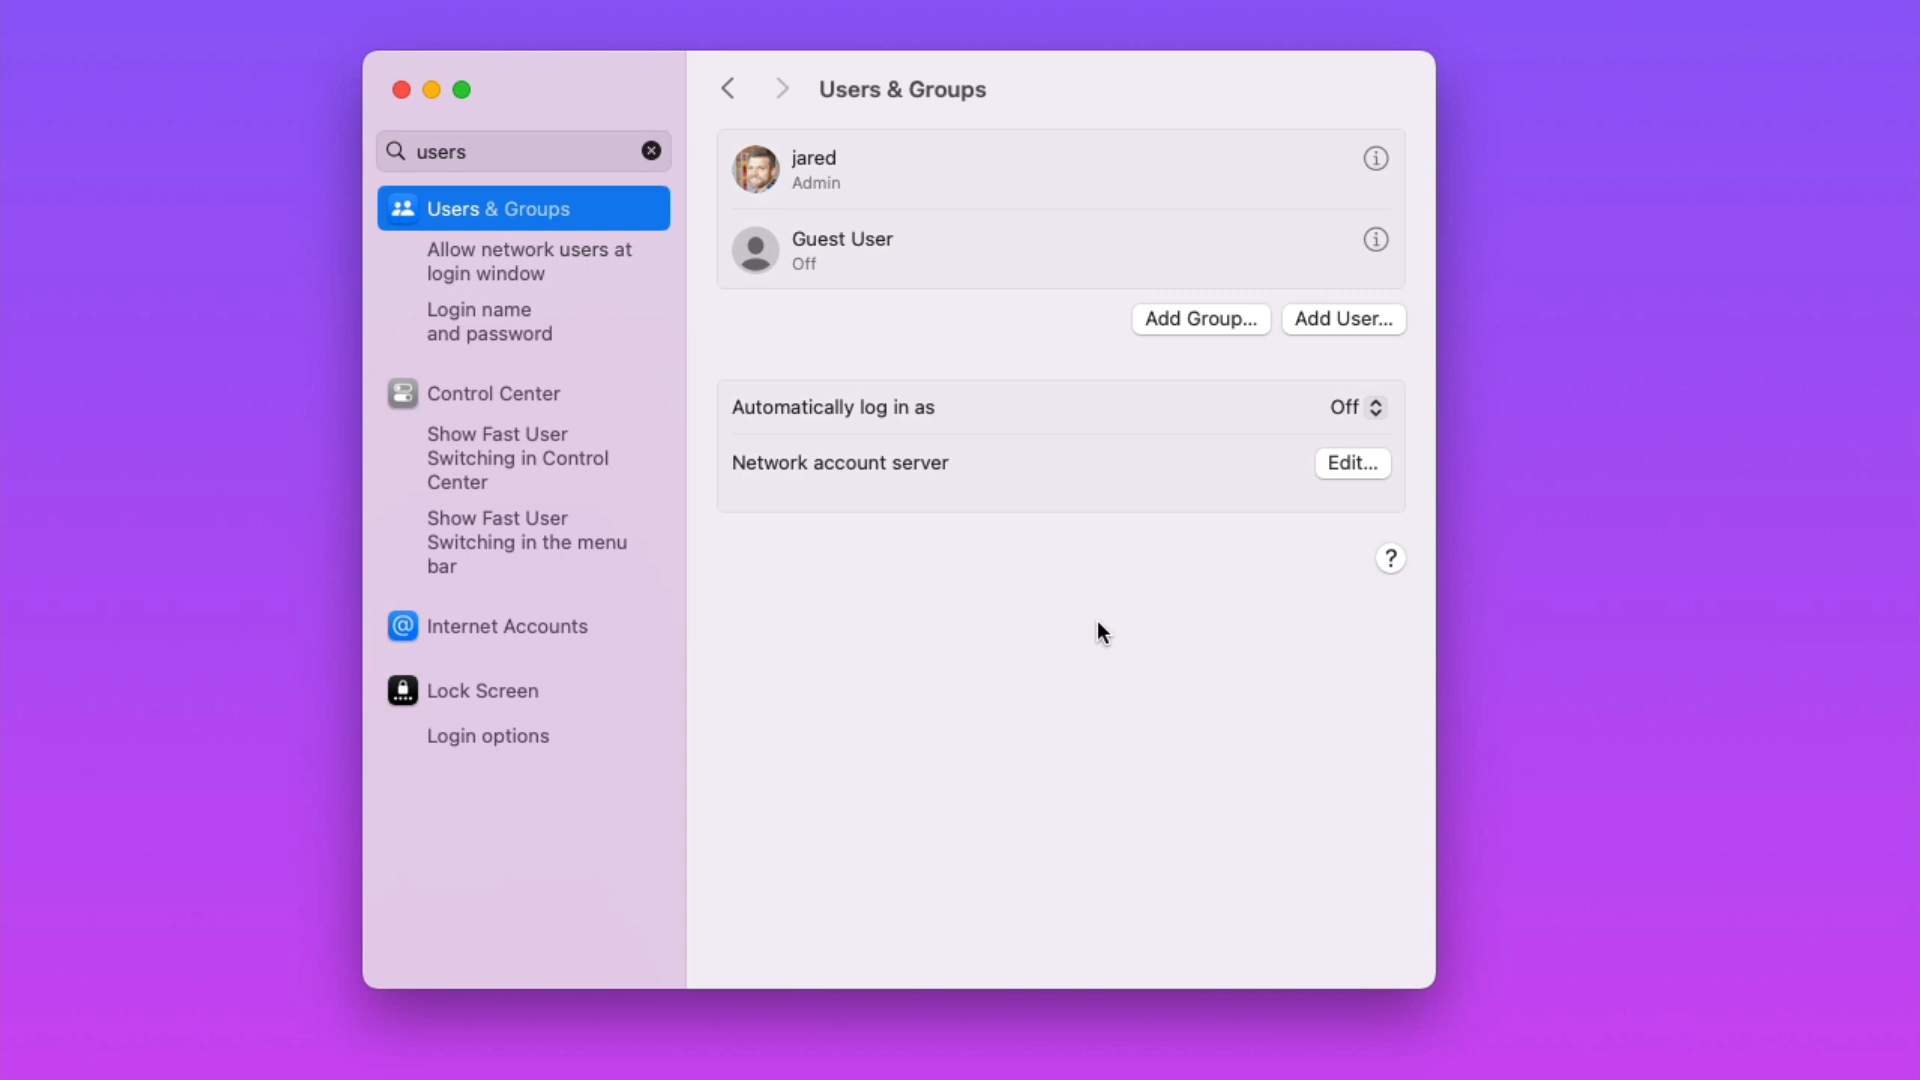 users
Users & Groups
Allow network users at
login window
Login name
and password
Control Center
Show Fast User
Switching in Control
Center
Show Fast User
Switching in the menu
bar
Internet Accounts
Lock Screen
Login options
Users & Groups
jared
Admin
Guest User
Off
Add Group...
Add User...
Automatically log in as
Off
Network account server
Edit...
?